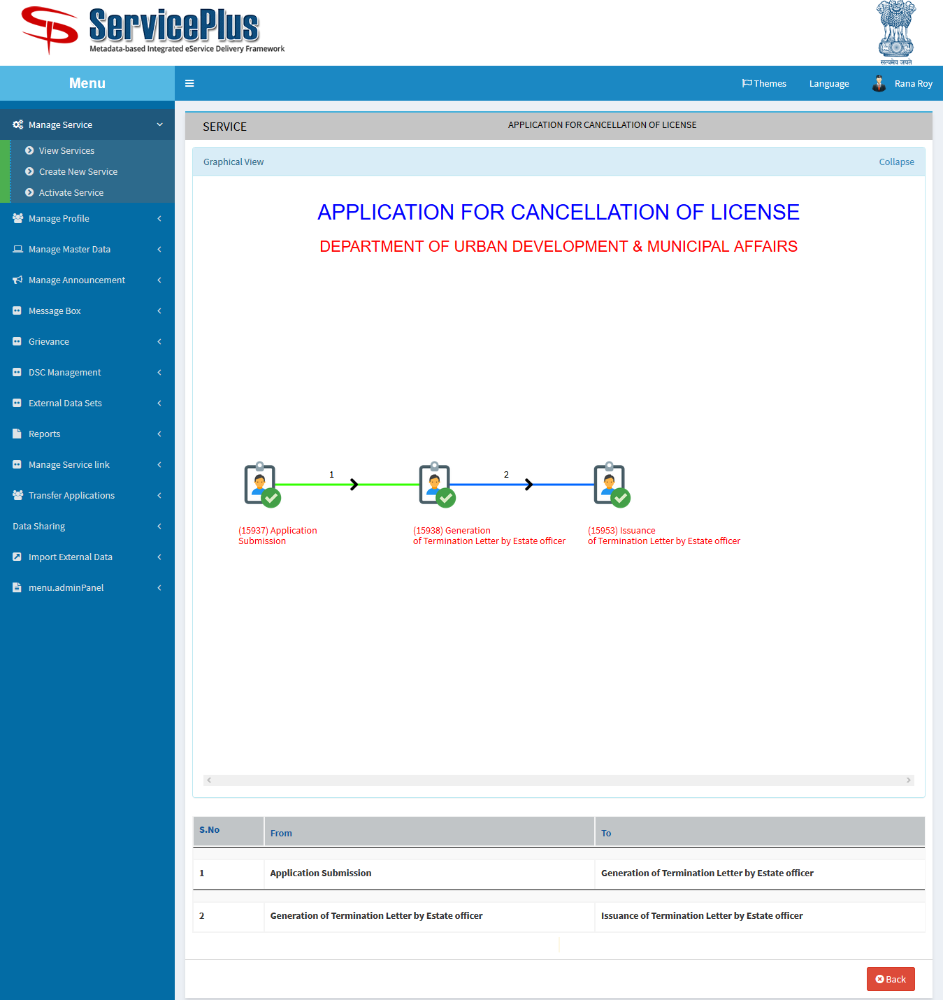 ServicePlus
Metadata-based Integrated eService Delivery Framework
सत्यमेव जयते
Menu
Themes
Language
Rana Roy
Manage Service
View Services
Create New Service
Activate Service
Manage Profile
Manage Master Data
Manage Announcement
Message Box
Grievance
DSC Management
External Data Sets
Reports
Manage Service link
Transfer Applications
Data Sharing
Import External Data
menu.adminPanel
SERVICE
APPLICATION FOR CANCELLATION OF LICENSE
Graphical View
Collapse
APPLICATION FOR CANCELLATION OF LICENSE
DEPARTMENT OF URBAN DEVELOPMENT & MUNICIPAL AFFAIRS
1
2
(15937) Application
Submission
(15938) Generation
of Termination Letter by Estate officer
(15953) Issuance
of Termination Letter by Estate officer
S.No From To
1 Application Submission Generation of Termination Letter by Estate officer
2 Generation of Termination Letter by Estate officer Issuance of Termination Letter by Estate officer
Back